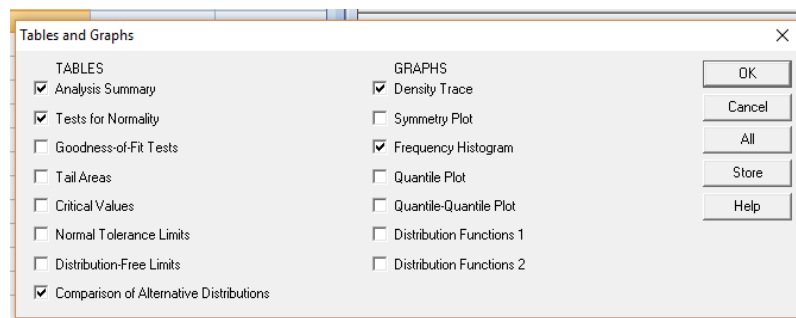 Tables and Graphs
TABLES
Analysis Summary
Tests for Normality
Goodness-of-Fit Tests
Tail Areas
Critical Values
Normal Tolerance Limits
Distribution-Free Limits
Comparison of Alternative Distributions
GRAPHS
Density Trace
Symmetry Plot
Frequency Histogram
Quantile Plot
Quantile-Quantile Plot
Distribution Functions 1
Distribution Functions 2
OK
Cancel
All
Store
Help